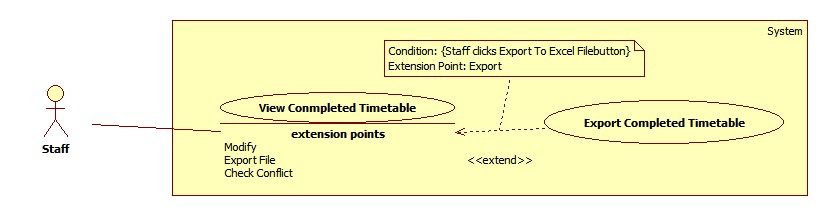 System
Condition: {Staff clicks Export To Excel Filebutton}
Extension Point: Export
View Conmpleted Timetable
Export Completed Timetable
extension points
Staff
Modify
Export File
<<extend>>
Check Conflict